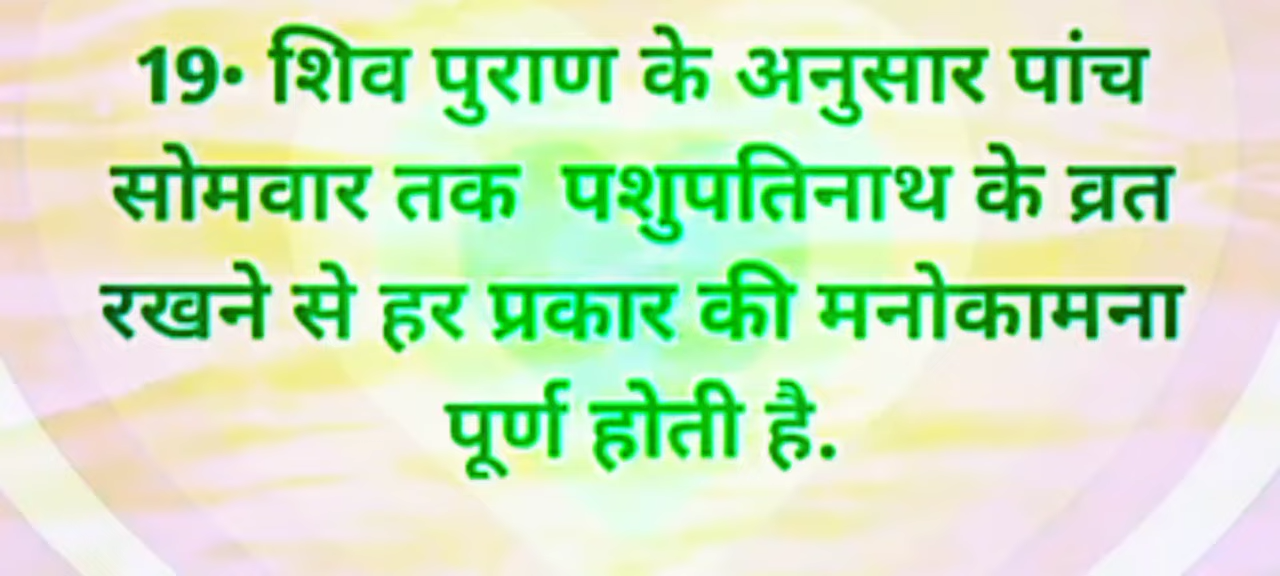 19• शिव पुराण के अनुसार पांच
सोमवार तक पशुपतिनाथ के व्रत
रखने से हर प्रकार की मनोकामना
पूर्ण होती है.